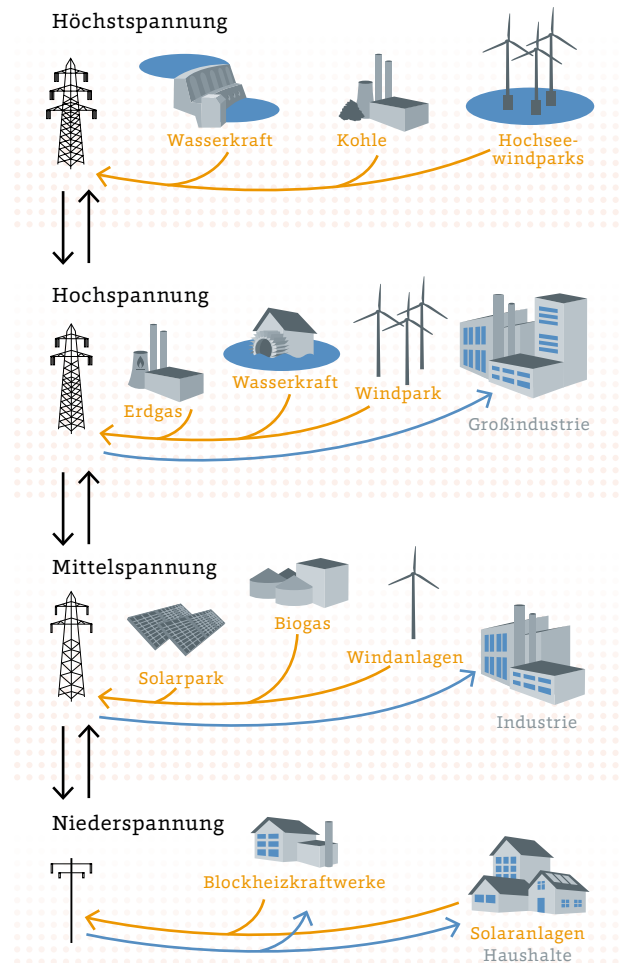 Höchstspannung
Wasserkraft
Kohle
Hochsee-
windparks
Hochspannung
Erdgas
Wasserkraft
Windpark
Großindustrie
Mittelspannung
Solarpark
Biogas
Windanlagen
Industrie
Niederspannung
Blockheizkraftwerke
Solaranlagen
Haushalte